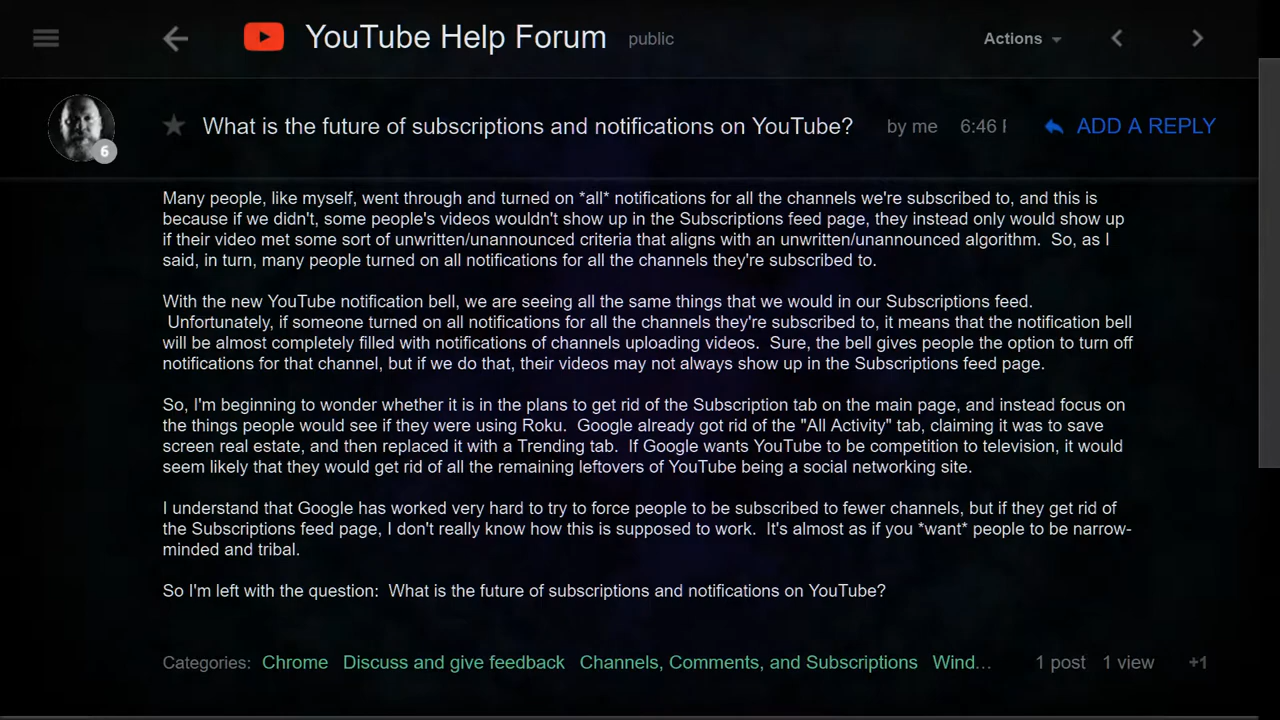 YouTube Help Forum public Actions
What is the future of subscriptions and notifications on YouTube? by me 6:46 ADD A REPLY
6
Many people, like myself, went through and turned on *all* notifications for all the channels we're subscribed to, and this is
because if we didn't, some people's videos wouldn't show up in the Subscriptions feed page, they instead only would show up
if their video met some sort of unwritten/unannounced criteria that aligns with an unwritten/unannounced algorithm.  So, as I
said, in turn, many people turned on all notifications for all the channels they're subscribed to.
With the new YouTube notification bell, we are seeing all the same things that we would in our Subscriptions feed.
Unfortunately, if someone turned on all notifications for all the channels they're subscribed to, it means that the notification bell
will be almost completely filled with notifications of channels uploading videos.  Sure, the bell gives people the option to turn off
notifications for that channel, but if we do that, their videos may not always show up in the Subscriptions feed page.
So, I'm beginning to wonder whether it is in the plans to get rid of the Subscription tab on the main page, and instead focus on
the things people would see if they were using Roku.  Google already got rid of the "All Activity" tab, claiming it was to save
screen real estate, and then replaced it with a Trending tab.  If Google wants YouTube to be competition to television, it would
seem likely that they would get rid of all the remaining leftovers of YouTube being a social networking site.
I understand that Google has worked very hard to try to force people to be subscribed to fewer channels, but if they get rid of
the Subscriptions feed page, I don't really know how this is supposed to work.  It's almost as if you *want* people to be narrow-
minded and tribal.
So I'm left with the question:  What is the future of subscriptions and notifications on YouTube?
Categories: Chrome Discuss and give feedback Channels, Comments, and Subscriptions Wind... 1 post 1 view +1